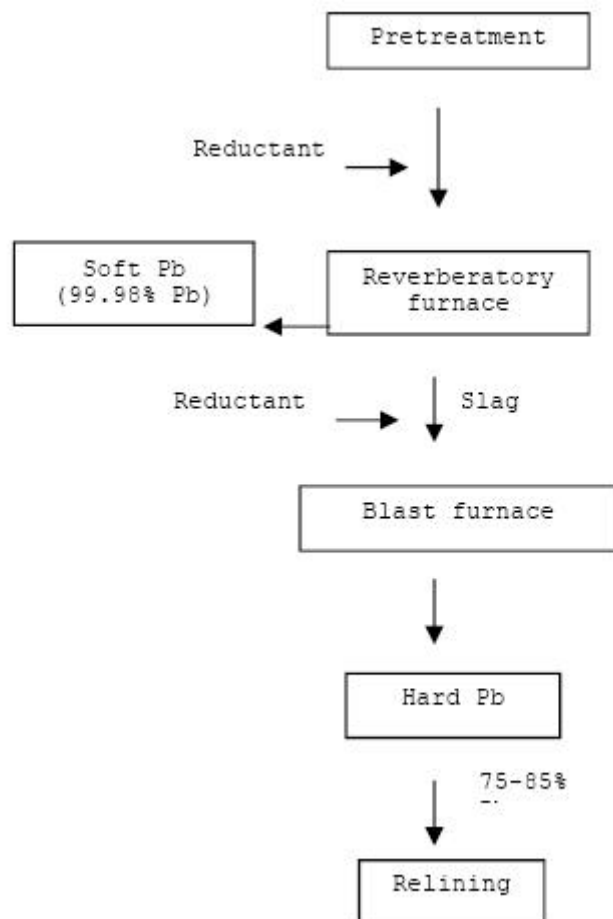 Pretreatment
Reductant
Soft Pb
(99.98% Pb)
Reverberatory
furnace
Reductant
Slag
Blast furnace
Hard Pb
75-85%
Relining